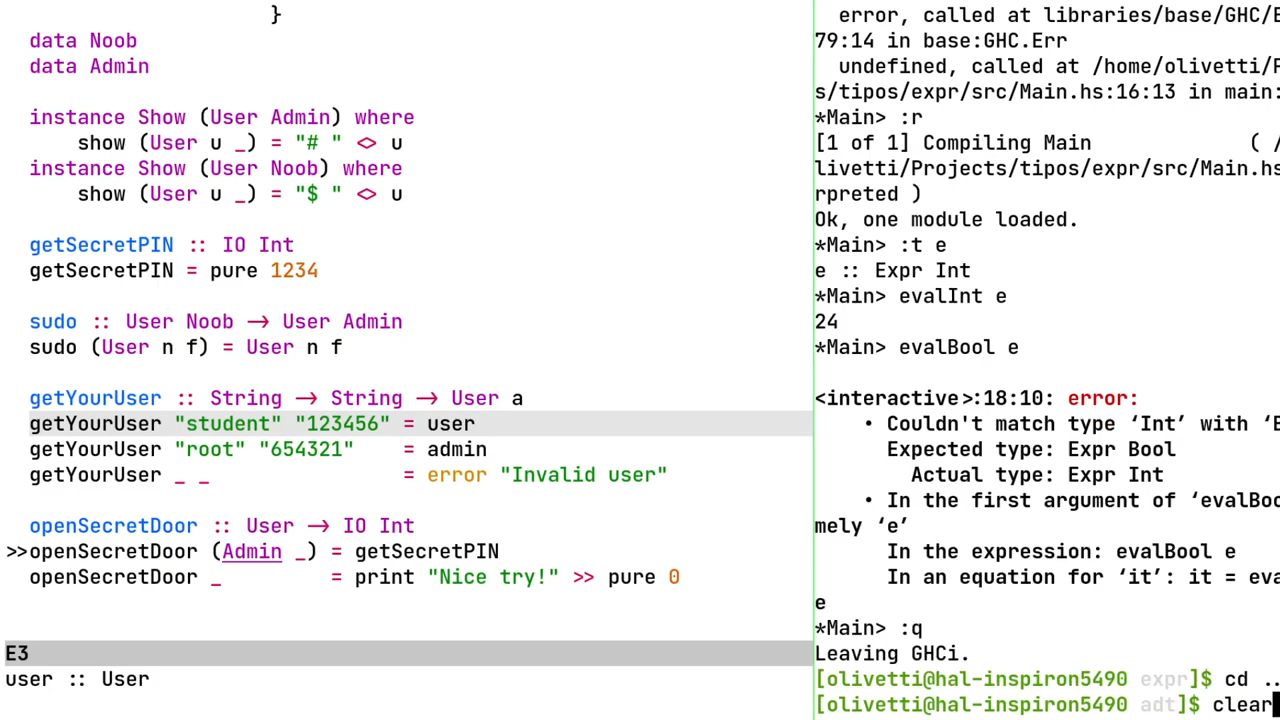 }
data Noob
data Admin
instance Show (User Admin) where
show (User u _) = "# " <> u
instance Show (User Noob) where
show (User u _) = "$ " <> u
getSecretPIN :: IO Int
getSecretPIN = pure 1234
sudo :: User Noob -> User Admin
sudo (User n f) = User n f
getYourUser :: String -> String -> User a
getYourUser "student" "123456" = user
getYourUser "root" "654321" = admin
getYourUser _ _ = error "Invalid user"
openSecretDoor :: User -> IO Int
>>openSecretDoor (Admin _) = getSecretPIN
openSecretDoor _ = print "Nice try!" >> pure 0
E3
user :: User
error, called at libraries/base/GHC/E
79:14 in base:GHC.Err
undefined, called at /home/olivetti/P
s/tipos/expr/src/Main.hs:16:13 in main:
*Main> :r
[1 of 1] Compiling Main ( /
livetti/Projects/tipos/expr/src/Main.hs
rpreted )
Ok, one module loaded.
*Main> :t e
e :: Expr Int
*Main> evalInt e
24
*Main> evalBool e
<interactive>:18:10: error:
• Couldn't match type ‘Int’ with ‘B
Expected type: Expr Bool
Actual type: Expr Int
• In the first argument of ‘evalBoo
mely ‘e’
In the expression: evalBool e
In an equation for ‘it’: it = eva
e
*Main> :q
Leaving GHCi.
[olivetti@hal-inspiron5490 expr]$ cd ..
[olivetti@hal-inspiron5490 adt]$ clear